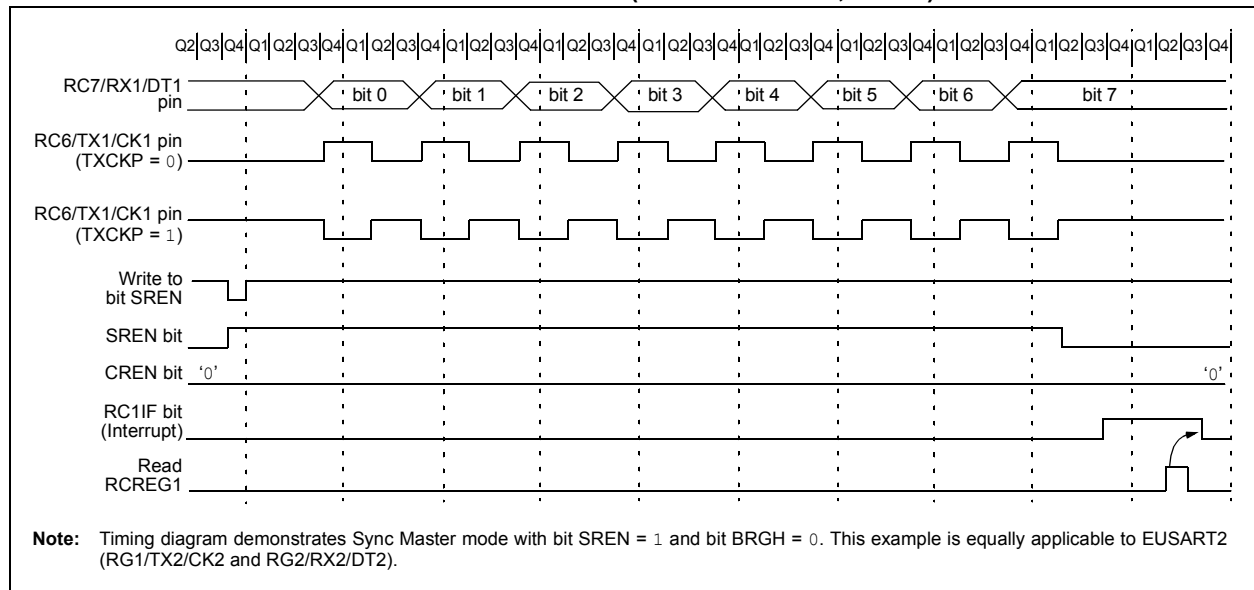 Q2 Q3 Q4 Q1 Q2 Q3 Q4 Q1 Q2 Q3 Q4 Q1 Q2 Q3 Q4 Q1 Q2 Q3 Q4 Q1 Q2 Q3 Q4 Q1 Q2 Q3 Q4 Q1 Q2 Q3 Q4 Q1 Q2 Q3 Q4 Q1 Q2 Q3 Q4 Q1 Q2 Q3 Q4
RC7/RX1/DT1
pin
bit 0 bit 1 bit 2 bit 3 bit 4 bit 5 bit 6 bit 7
RC6/TX1/CK1 pin
(TXCKP = 0)
RC6/TX1/CK1 pin
(TXCKP = 1)
Write to
bit SREN
SREN bit
CREN bit '0' '0'
RC1IF bit
(Interrupt)
Read
RCREG1
Note: Timing diagram demonstrates Sync Master mode with bit SREN = 1 and bit BRGH = 0. This example is equally applicable to EUSART2
(RG1/TX2/CK2 and RG2/RX2/DT2).